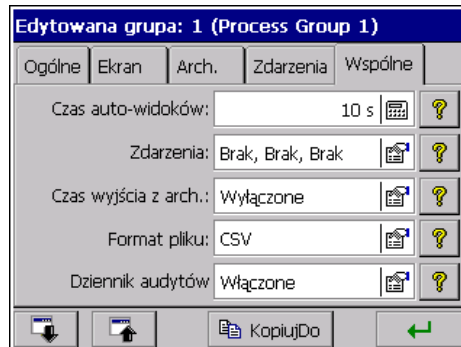 Edytowana grupa: 1 (Process Group 1)
Ogólne Ekran Arch. Zdarzenia Wspólne
Czas auto-widoków: 10 s ?
Zdarzenia: Brak, Brak, Brak ?
Czas wyjścia z arch.: Wyłączone ?
Format pliku: CSV ?
Dziennik audytów Włączone ?
KopiujDo